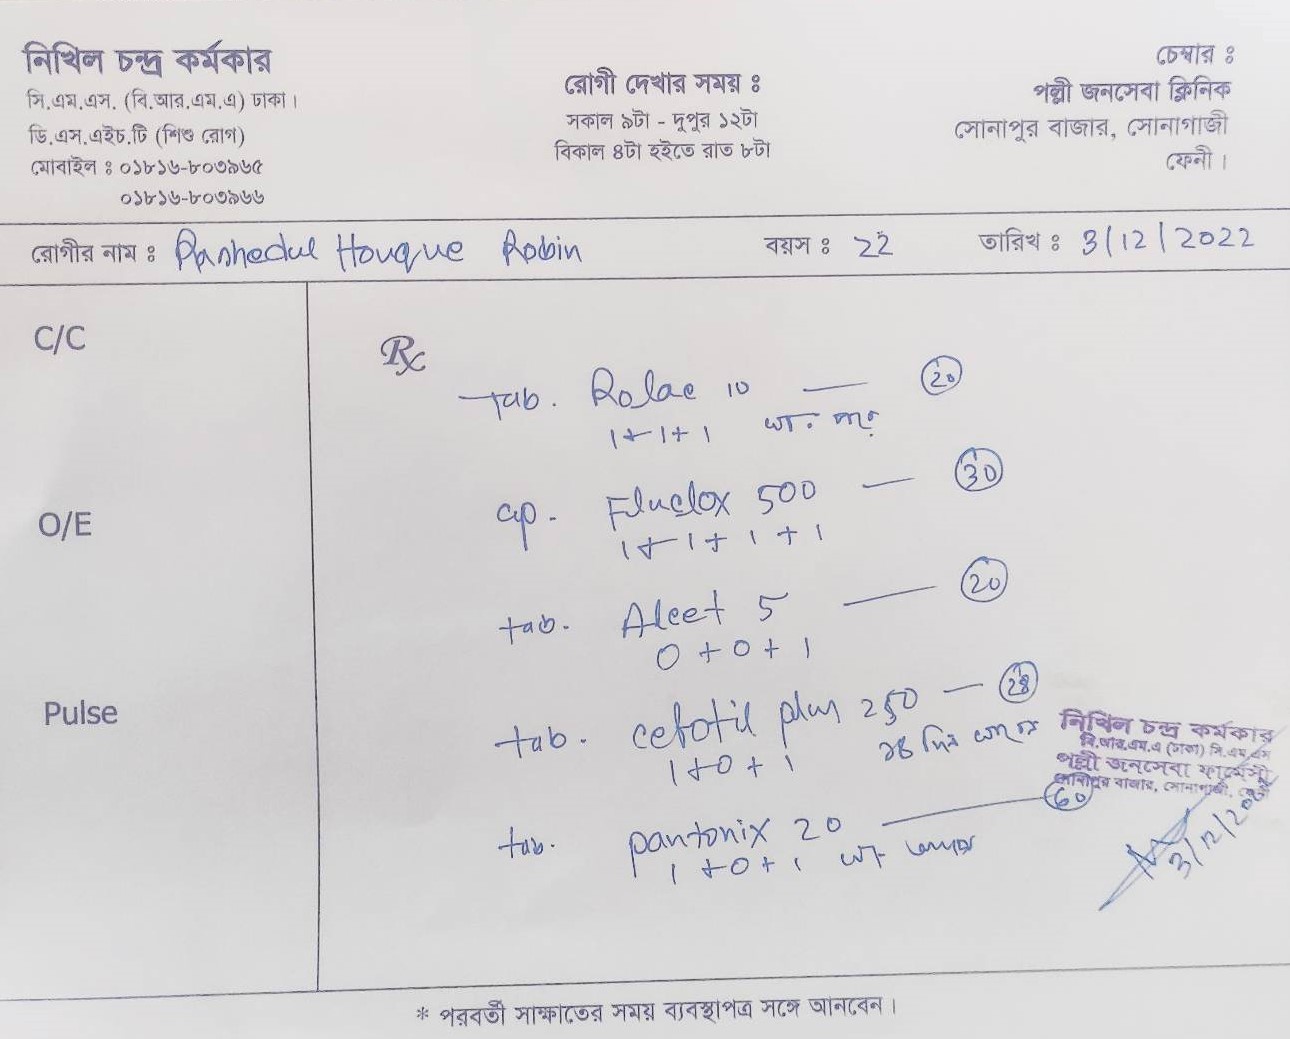 নিখিল চন্দ্র কর্মকার
সি.এম.এস. (বি.আর.এম.এ) ঢাকা।
ডি.এস.এইচ.টি (শিশু রোগ)
মোবাইল ঃ ০১৮১৬-৮০৩৯৬৫
০১৮১৬-৮০৩৯৬৬
রোগী দেখার সময় ঃ
সকাল ৯টা - দুপুর ১২টা
বিকাল ৪টা হইতে রাত ৮টা
চেম্বার ঃ
পল্লী জনসেবা ক্লিনিক
সোনাপুর বাজার, সোনাগাজী
ফেনী।
রোগীর নাম ঃ Rashedul Houque Robin বয়স ঃ 22 তারিখ ঃ 3/12/2022
C/C
O/E
Pulse
Rx
Tab. Rolac 10 — 20
1+1+1
cap. Fluclox 500 — 30
1+1+1+1
tab. Alcet 5 — 20
0+0+1
tab. cefotil plus 250 — 28
1+0+1 ১৪ দিন
tab. pantonix 20 — 60
1+0+1
নিখিল চন্দ্র কর্মকার
বি.আর.এম.এ (ঢাকা) সি.এম.এস
পল্লী জনসেবা ফার্মেসী
সোনাপুর বাজার, সোনাগাজী, ফেনী
3/12/20
* পরবর্তী সাক্ষাতের সময় ব্যবস্থাপত্র সঙ্গে আনবেন।